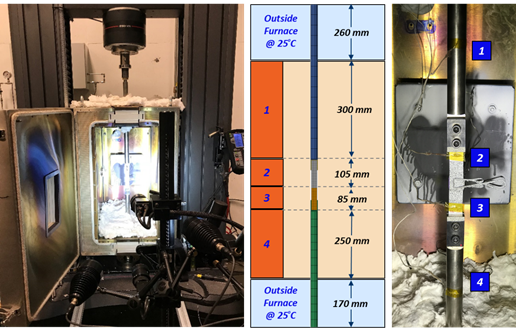 Outside
Furnace
@ 25°C
260 mm
1
300 mm
2
105 mm
3
85 mm
4
250 mm
Outside
Furnace
@ 25°C
170 mm
1
2
3
4